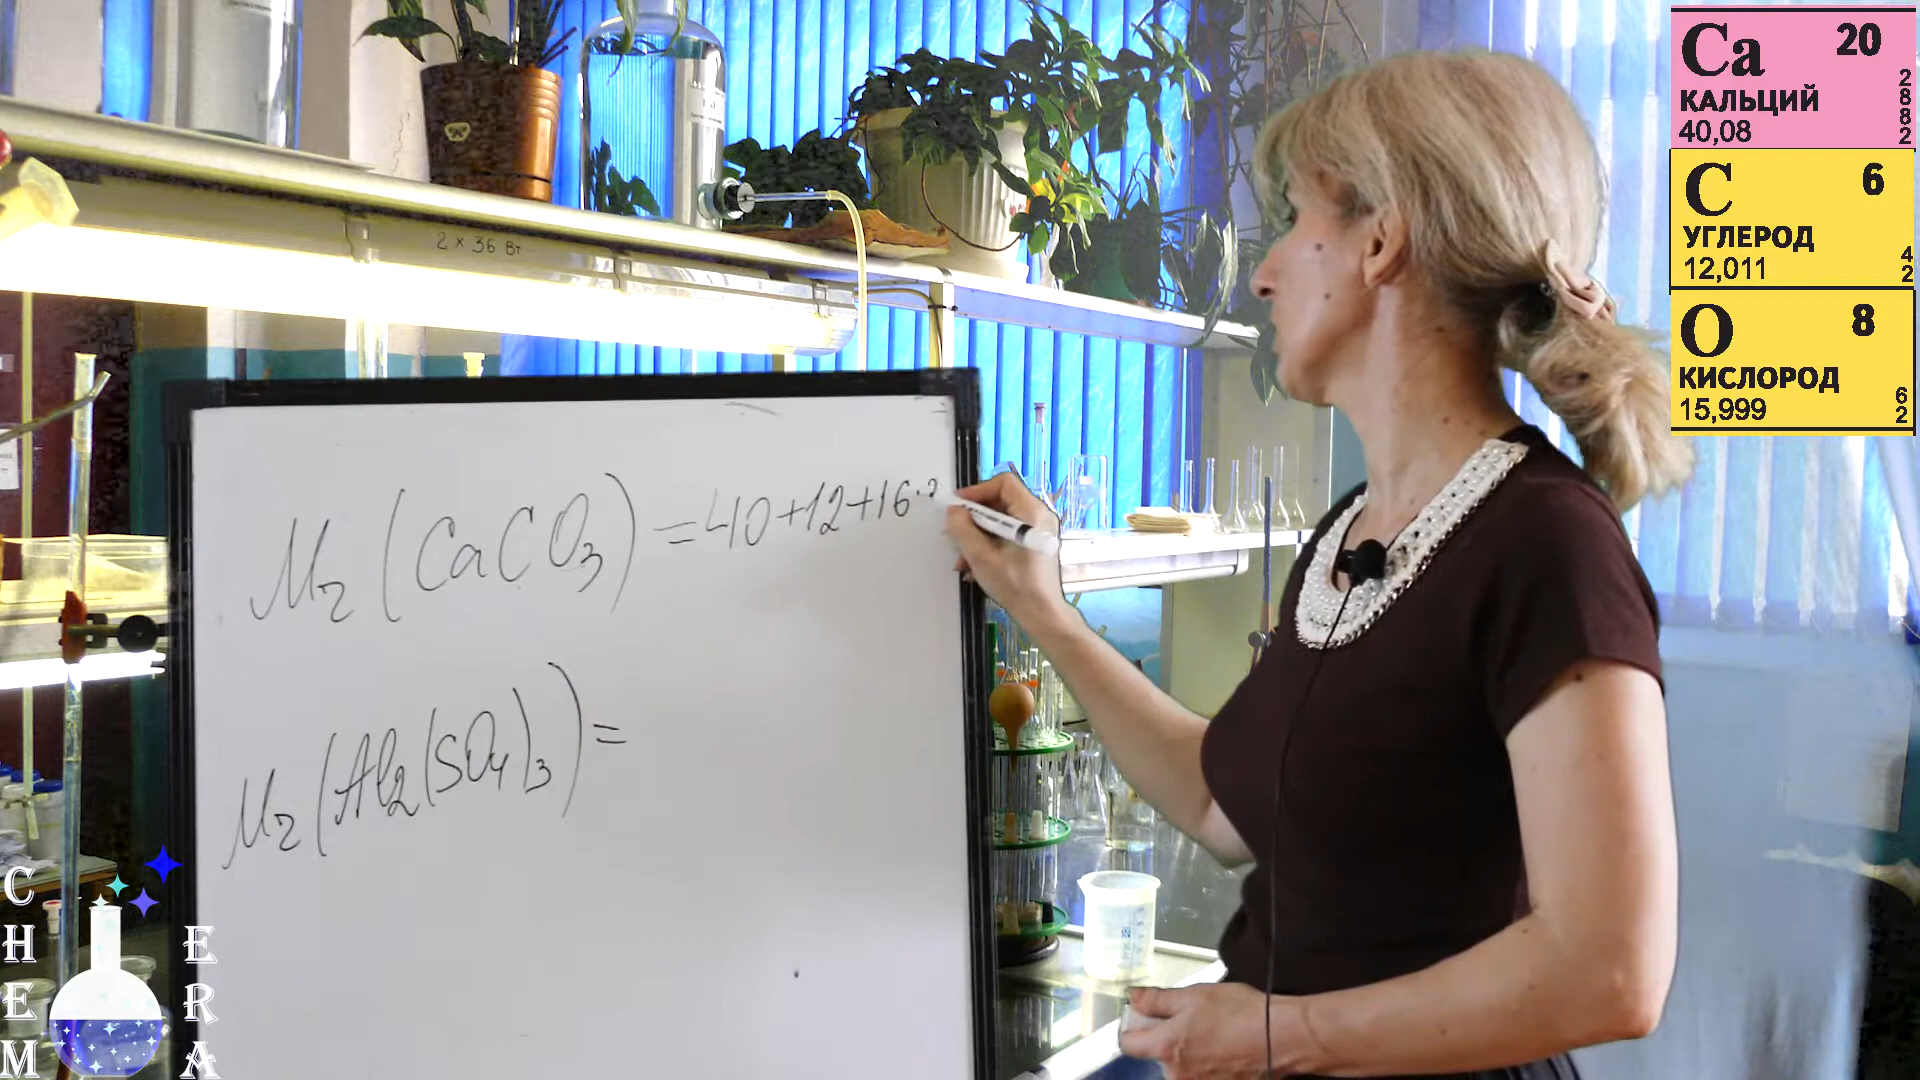 Mr (CaCO3) = 40+12+16·3
Mr (Al2(SO4)3) =
2 × 36 Вт
Ca 20
КАЛЬЦИЙ
40,08
2
8
8
2
C 6
УГЛЕРОД
12,011
4
2
O 8
КИСЛОРОД
15,999
6
2
CHEM
ERA